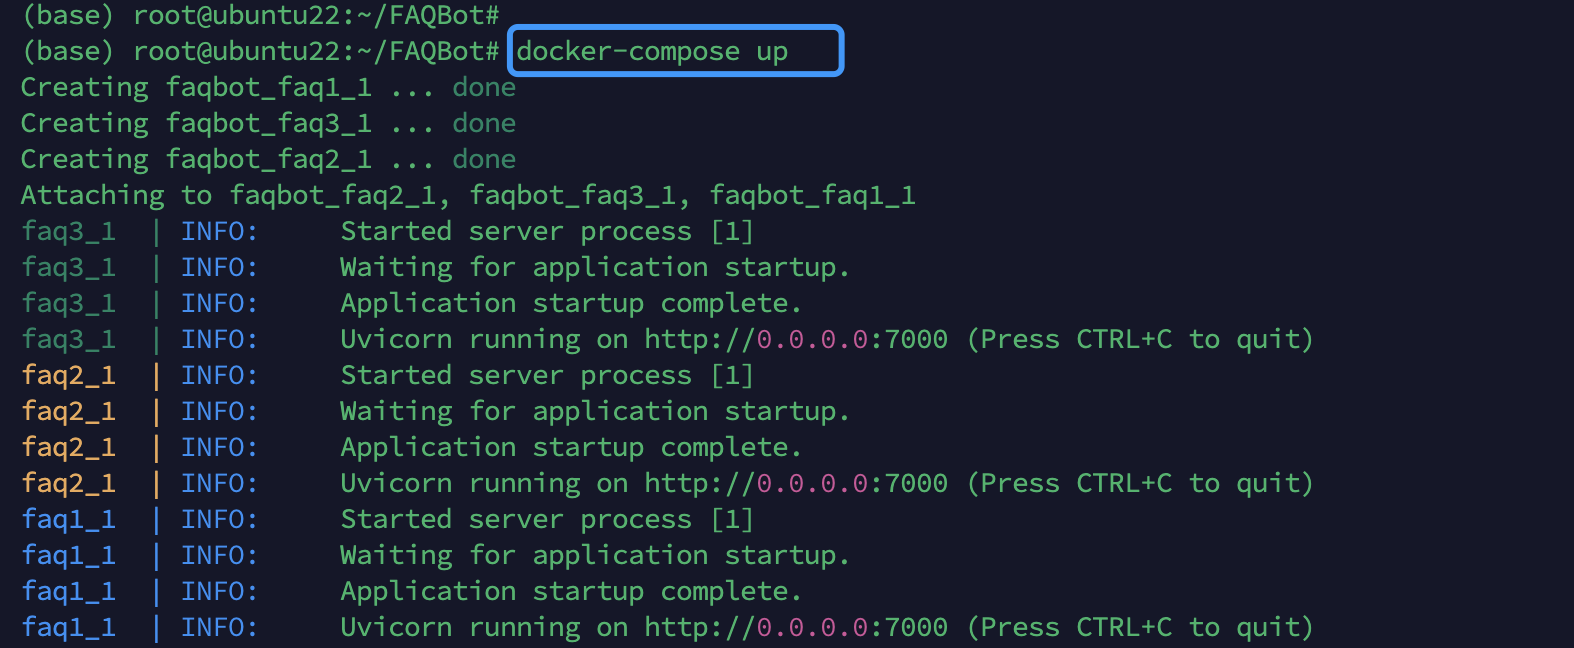 (base) root@ubuntu22:~/FAQBot#
(base) root@ubuntu22:~/FAQBot# docker-compose up
Creating faqbot_faq1_1 ... done
Creating faqbot_faq3_1 ... done
Creating faqbot_faq2_1 ... done
Attaching to faqbot_faq2_1, faqbot_faq3_1, faqbot_faq1_1
faq3_1  | INFO:     Started server process [1]
faq3_1  | INFO:     Waiting for application startup.
faq3_1  | INFO:     Application startup complete.
faq3_1  | INFO:     Uvicorn running on http://0.0.0.0:7000 (Press CTRL+C to quit)
faq2_1  | INFO:     Started server process [1]
faq2_1  | INFO:     Waiting for application startup.
faq2_1  | INFO:     Application startup complete.
faq2_1  | INFO:     Uvicorn running on http://0.0.0.0:7000 (Press CTRL+C to quit)
faq1_1  | INFO:     Started server process [1]
faq1_1  | INFO:     Waiting for application startup.
faq1_1  | INFO:     Application startup complete.
faq1_1  | INFO:     Uvicorn running on http://0.0.0.0:7000 (Press CTRL+C to quit)